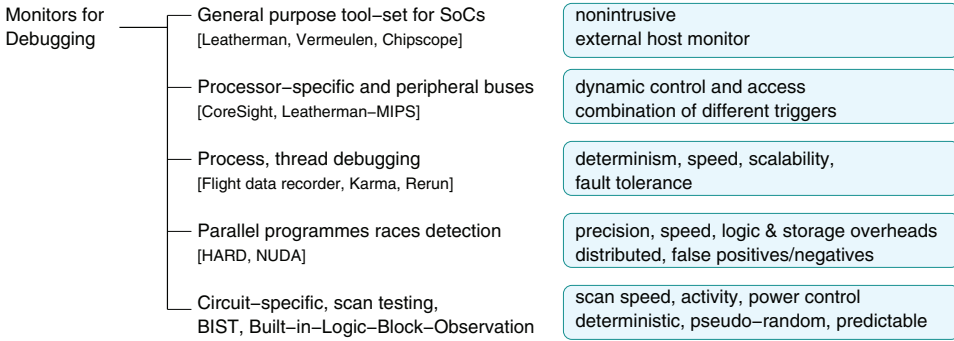 Monitors for
Debugging
General purpose tool−set for SoCs
[Leatherman, Vermeulen, Chipscope]
nonintrusive
external host monitor
Processor−specific and peripheral buses
[CoreSight, Leatherman−MIPS]
dynamic control and access
combination of different triggers
Process, thread debugging
[Flight data recorder, Karma, Rerun]
determinism, speed, scalability,
fault tolerance
Parallel programmes races detection
[HARD, NUDA]
precision, speed, logic & storage overheads
distributed, false positives/negatives
Circuit−specific, scan testing,
BIST, Built−in−Logic−Block−Observation
scan speed, activity, power control
deterministic, pseudo−random, predictable